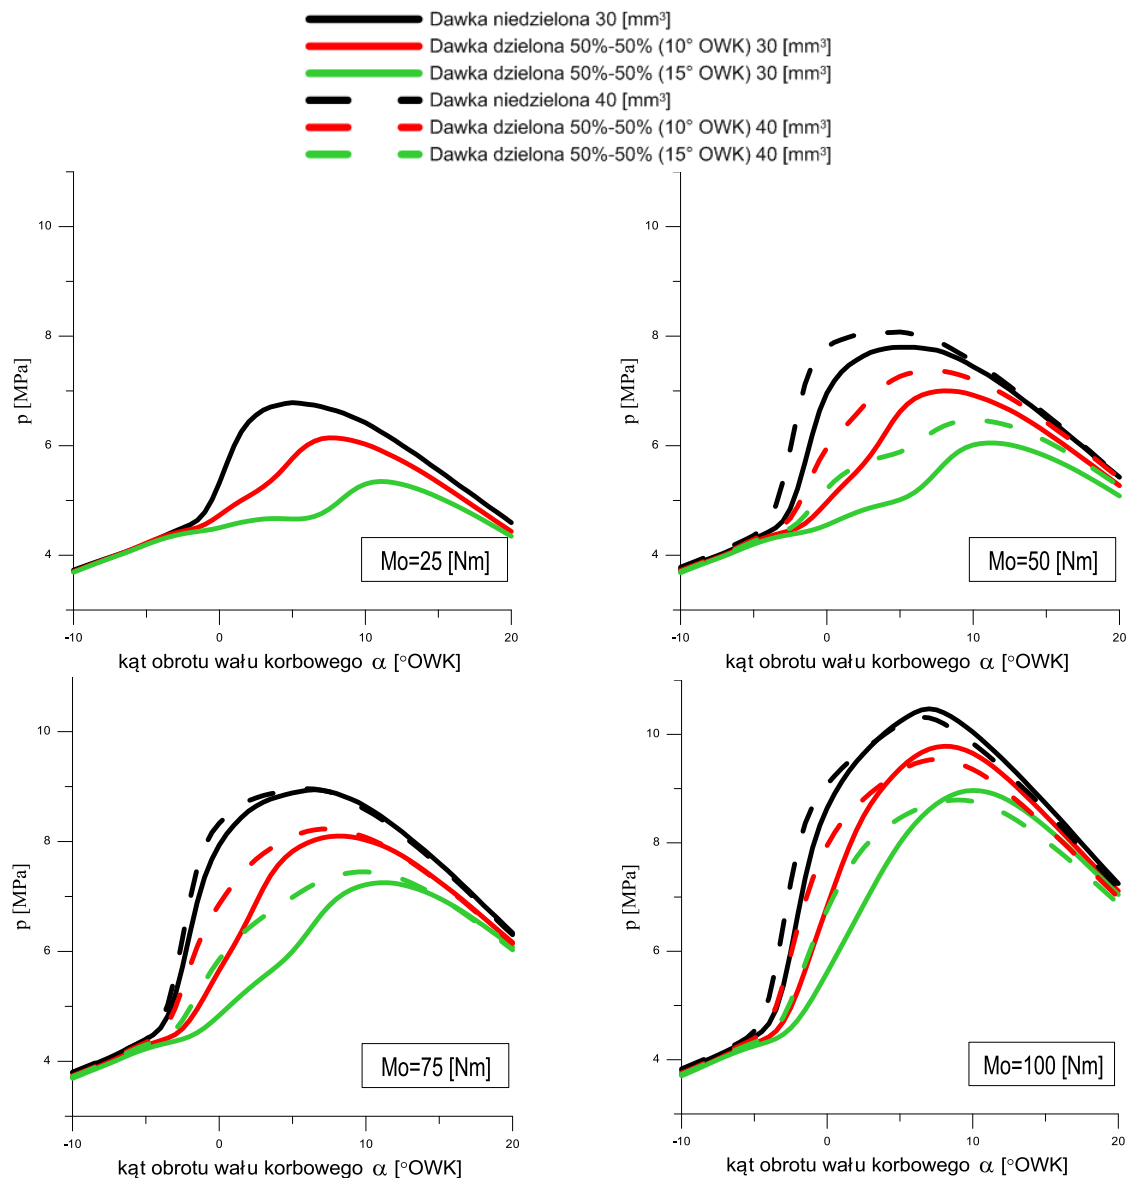 Dawka niedzielona 30 [mm³]
Dawka dzielona 50%-50% (10° OWK) 30 [mm³]
Dawka dzielona 50%-50% (15° OWK) 30 [mm³]
Dawka niedzielona 40 [mm³]
Dawka dzielona 50%-50% (10° OWK) 40 [mm³]
Dawka dzielona 50%-50% (15° OWK) 40 [mm³]
10
8
6
4
p [MPa]
Mo=25 [Nm]
-10 0 10 20
kąt obrotu wału korbowego α [°OWK]
10
8
6
4
p [MPa]
Mo=50 [Nm]
-10 0 10 20
kąt obrotu wału korbowego α [°OWK]
10
8
6
4
p [MPa]
Mo=75 [Nm]
-10 0 10 20
kąt obrotu wału korbowego α [°OWK]
10
8
6
4
p [MPa]
Mo=100 [Nm]
-10 0 10 20
kąt obrotu wału korbowego α [°OWK]